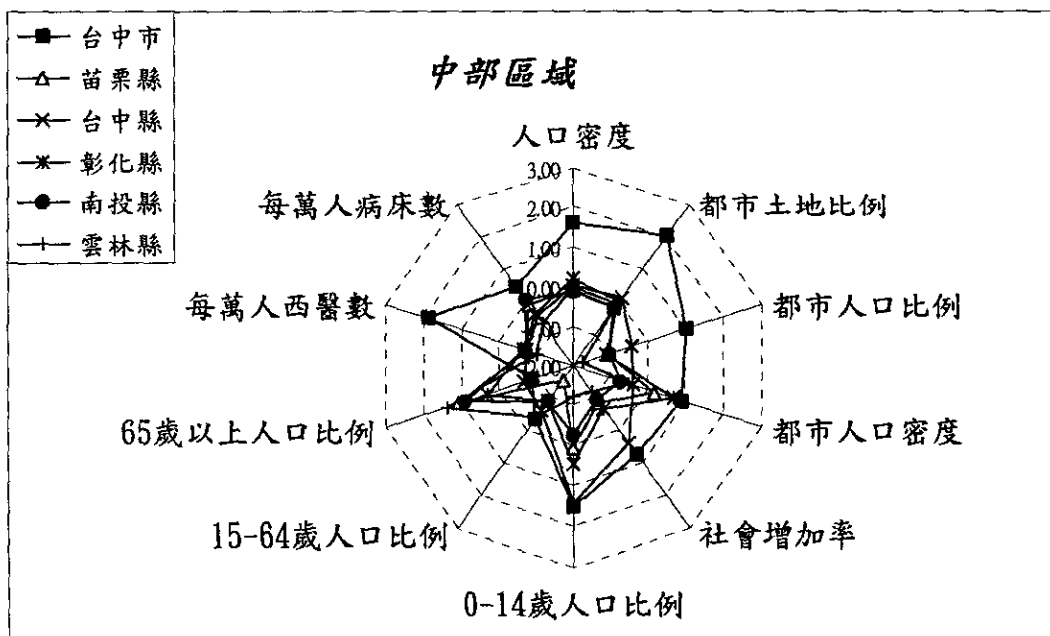 台中市
苗栗縣
台中縣
彰化縣
南投縣
雲林縣
中部區域
人口密度
3,00
2,00
1,00
0,00
,00
,00
都市土地比例
都市人口比例
都市人口密度
社會增加率
0-14歲人口比例
15-64歲人口比例
65歲以上人口比例
每萬人西醫數
每萬人病床數